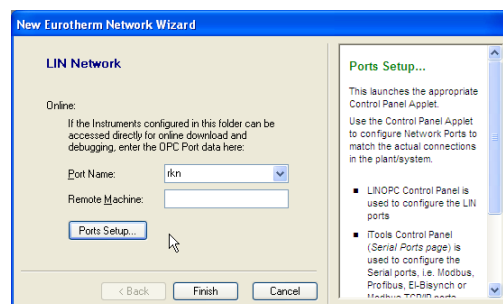 New Eurotherm Network Wizard
LIN Network
Online:
If the Instruments configured in this folder can be
accessed directly for online download and
debugging, enter the OPC Port data here:
Port Name:
rkn
Remote Machine:
Ports Setup...
< Back
Finish
Cancel
Ports Setup...
This launches the appropriate
Control Panel Applet.
Use the Control Panel Applet
to configure Network Ports to
match the actual connections
in the plant/system.
LINOPC Control Panel is
used to configure the LIN
ports
iTools Control Panel
(Serial Ports page) is
used to configure the
Serial ports, i.e. Modbus,
Profibus, EI-Bisynch or
Modbus TCP/IP ports